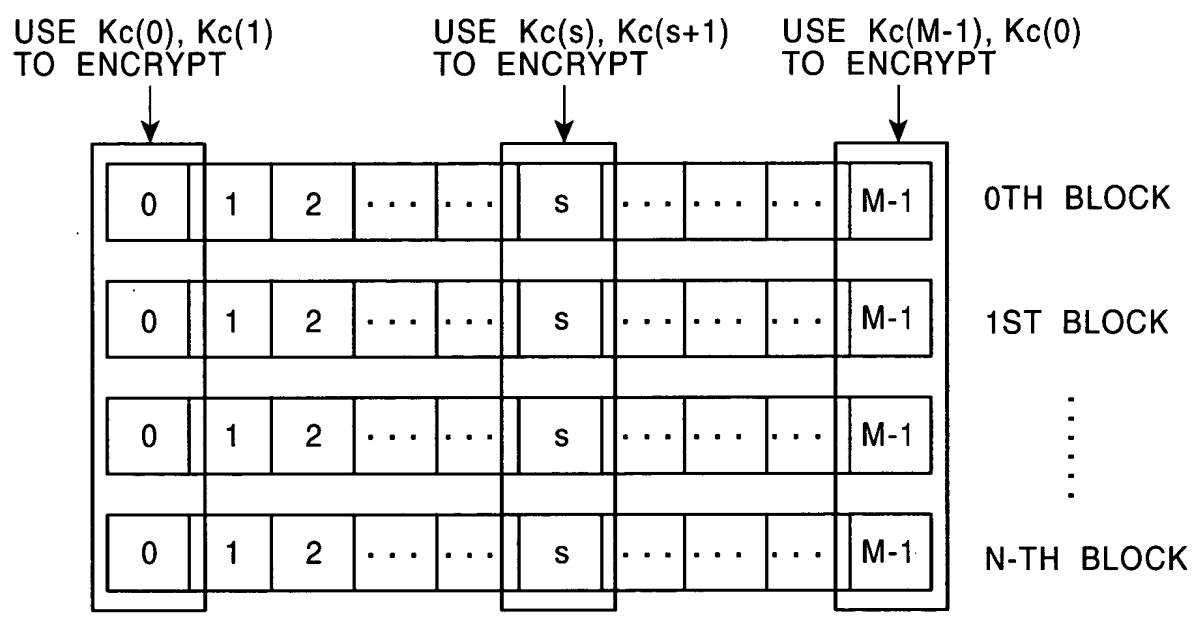 USE Kc(0), Kc(1)
TO ENCRYPT
USE Kc(s), Kc(s+1)
TO ENCRYPT
USE Kc(M-1), Kc(0)
TO ENCRYPT
0 1 2 ... ... s ... ... ... M-1 0TH BLOCK
0 1 2 ... ... s ... ... ... M-1 1ST BLOCK
0 1 2 ... ... s ... ... ... M-1
0 1 2 ... ... s ... ... ... M-1 N-TH BLOCK